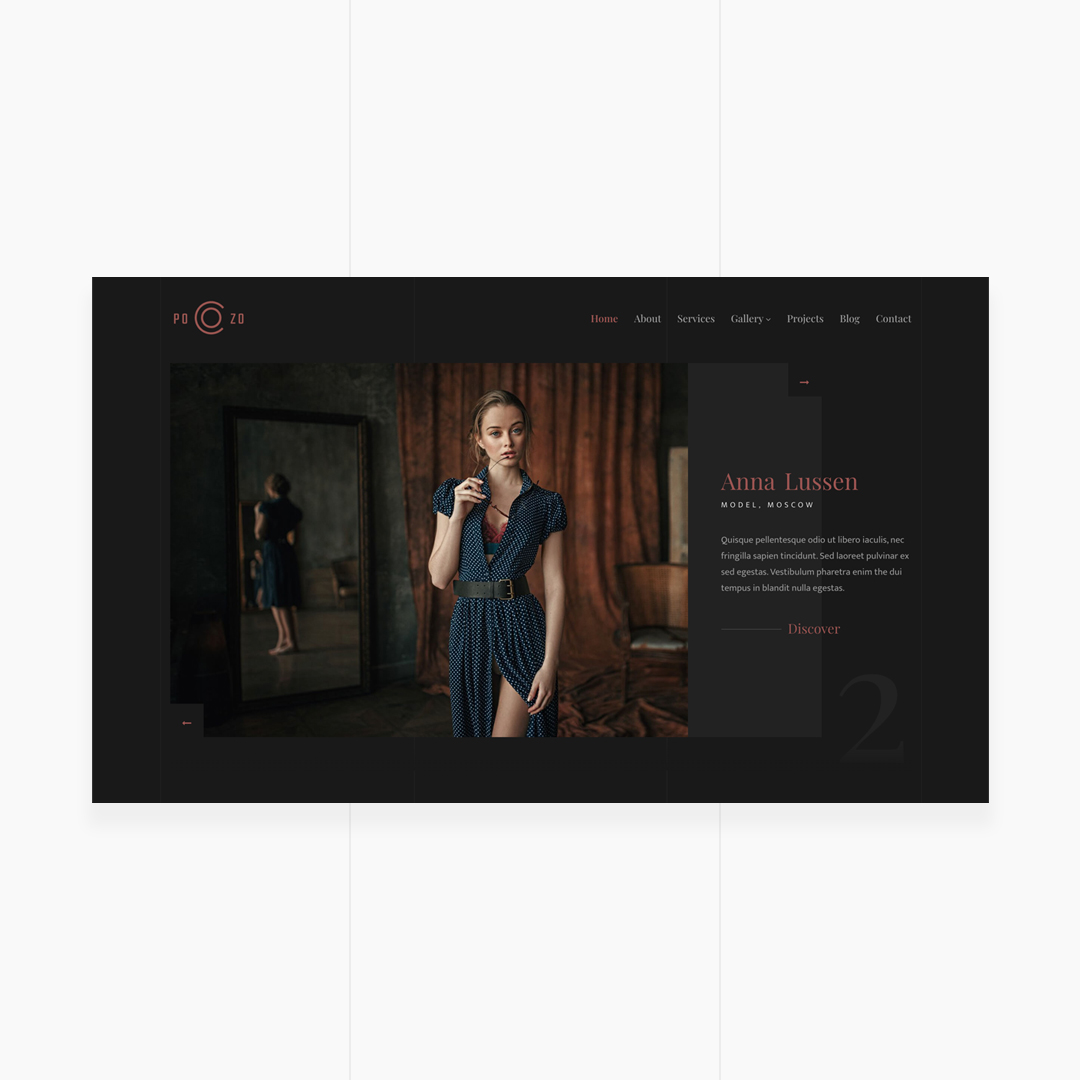 PO ZO
Home About Services Gallery Projects Blog Contact
Anna Lussen
MODEL, MOSCOW
Quisque pellentesque odio ut libero iaculis, nec
fringilla sapien tincidunt. Sed laoreet pulvinar ex
sed egestas. Vestibulum pharetra enim the dui
tempus in blandit nulla egestas.
Discover
2